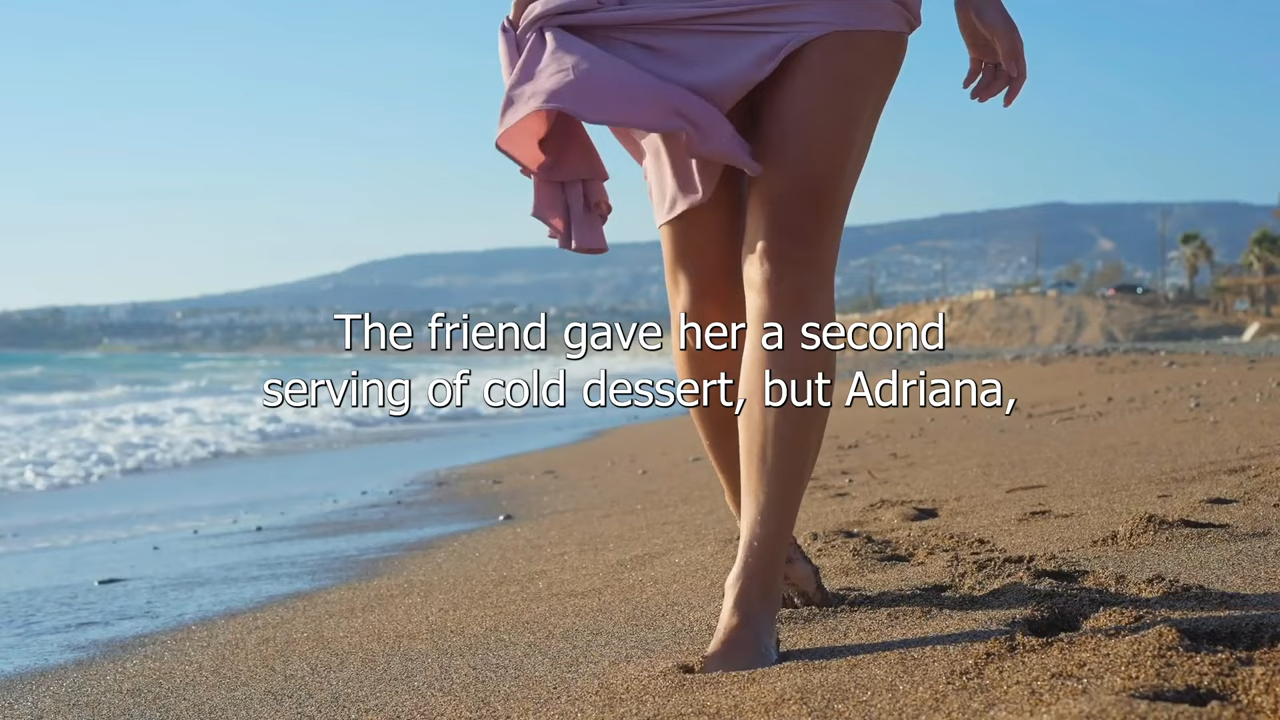 The friend gave her a second
serving of cold dessert, but Adriana,